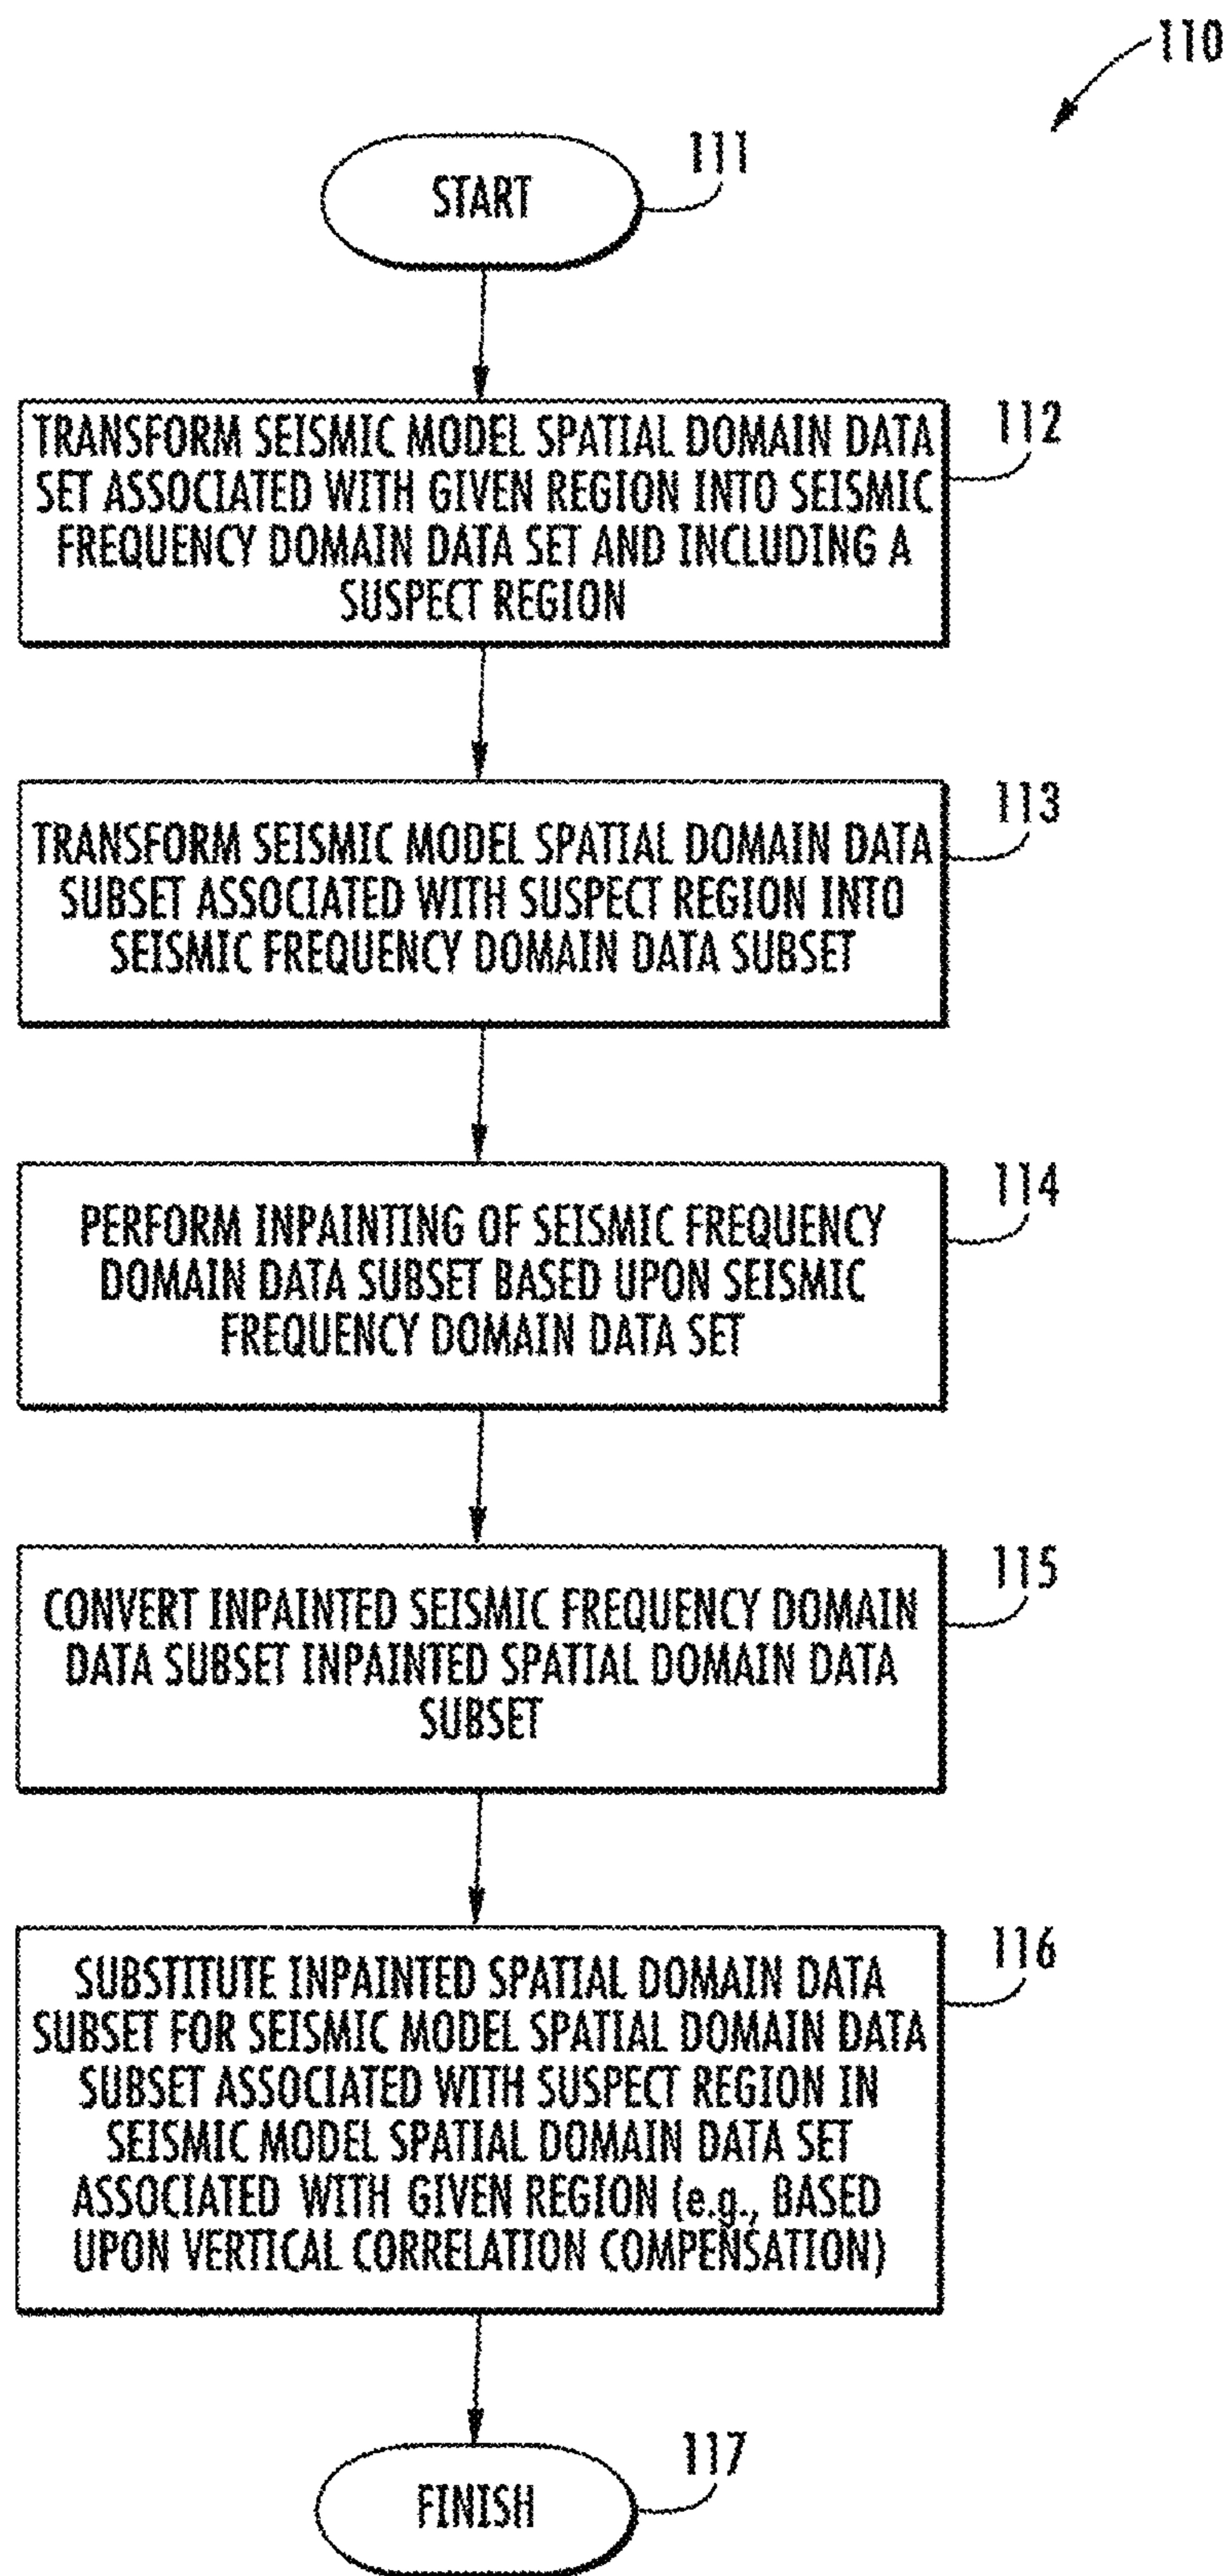 110
START
111
TRANSFORM SEISMIC MODEL SPATIAL DOMAIN DATA
SET ASSOCIATED WITH GIVEN REGION INTO SEISMIC
FREQUENCY DOMAIN DATA SET AND INCLUDING A
SUSPECT REGION
112
TRANSFORM SEISMIC MODEL SPATIAL DOMAIN DATA
SUBSET ASSOCIATED WITH SUSPECT REGION INTO
SEISMIC FREQUENCY DOMAIN DATA SUBSET
113
PERFORM INPAINTING OF SEISMIC FREQUENCY
DOMAIN DATA SUBSET BASED UPON SEISMIC
FREQUENCY DOMAIN DATA SET
114
CONVERT INPAINTED SEISMIC FREQUENCY DOMAIN
DATA SUBSET INPAINTED SPATIAL DOMAIN DATA
SUBSET
115
SUBSTITUTE INPAINTED SPATIAL DOMAIN DATA
SUBSET FOR SEISMIC MODEL SPATIAL DOMAIN DATA
SUBSET ASSOCIATED WITH SUSPECT REGION IN
SEISMIC MODEL SPATIAL DOMAIN DATA SET
ASSOCIATED WITH GIVEN REGION (e.g., BASED
UPON VERTICAL CORRELATION COMPENSATION)
116
FINISH
117